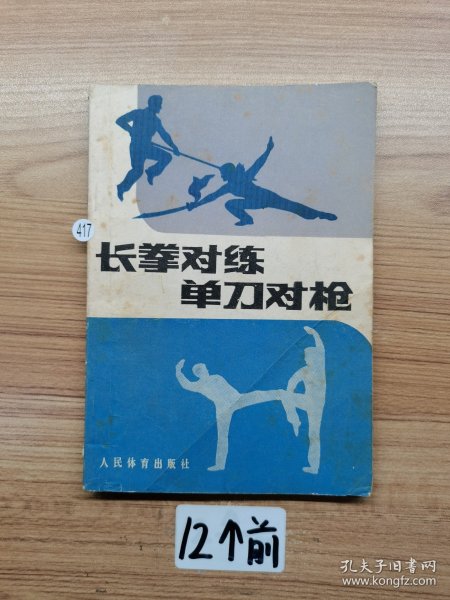 417
长拳对练
单刀对枪
人民体育出版社
12个前
孔夫子旧书网
www.kongfz.com